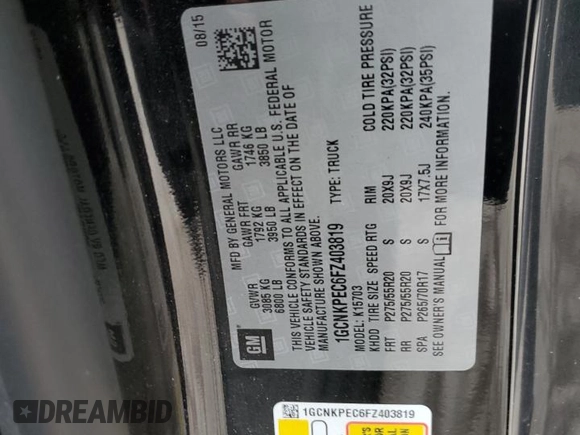 08/15
GM
MFD BY GENERAL MOTORS LLC
GVWR GAWR FRT GAWR RR
3085 KG 1792 KG 1746 KG
6800 LB 3950 LB 3850 LB
THIS VEHICLE CONFORMS TO ALL APPLICABLE U.S. FEDERAL MOTOR
VEHICLE SAFETY STANDARDS IN EFFECT ON THE DATE OF
MANUFACTURE SHOWN ABOVE.
1GCNKPEC6FZ403819 TYPE: TRUCK
MODEL: K15703
KHOD TIRE SIZE SPEED RTG RIM COLD TIRE PRESSURE
FRT P275/55R20 S 20X9J 220KPA(32PSI)
RR P275/55R20 S 20X9J 220KPA(32PSI)
SPA P265/70R17 S 17X7.5J 240KPA(35PSI)
SEE OWNER'S MANUAL i FOR MORE INFORMATION.
1GCNKPEC6FZ403819
EPICBID